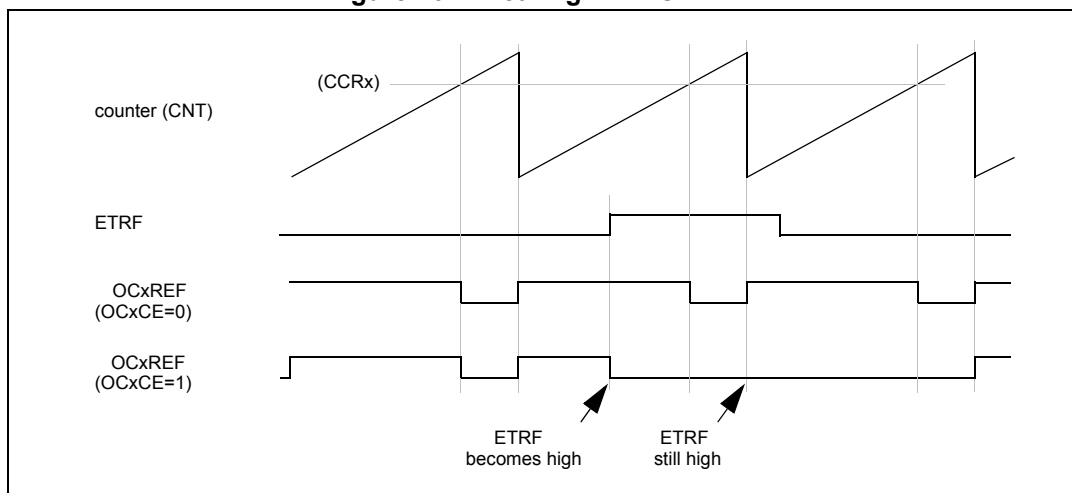 (CCRx)
counter (CNT)
ETRF
OCxREF
(OCxCE=0)
OCxREF
(OCxCE=1)
ETRF
becomes high
ETRF
still high